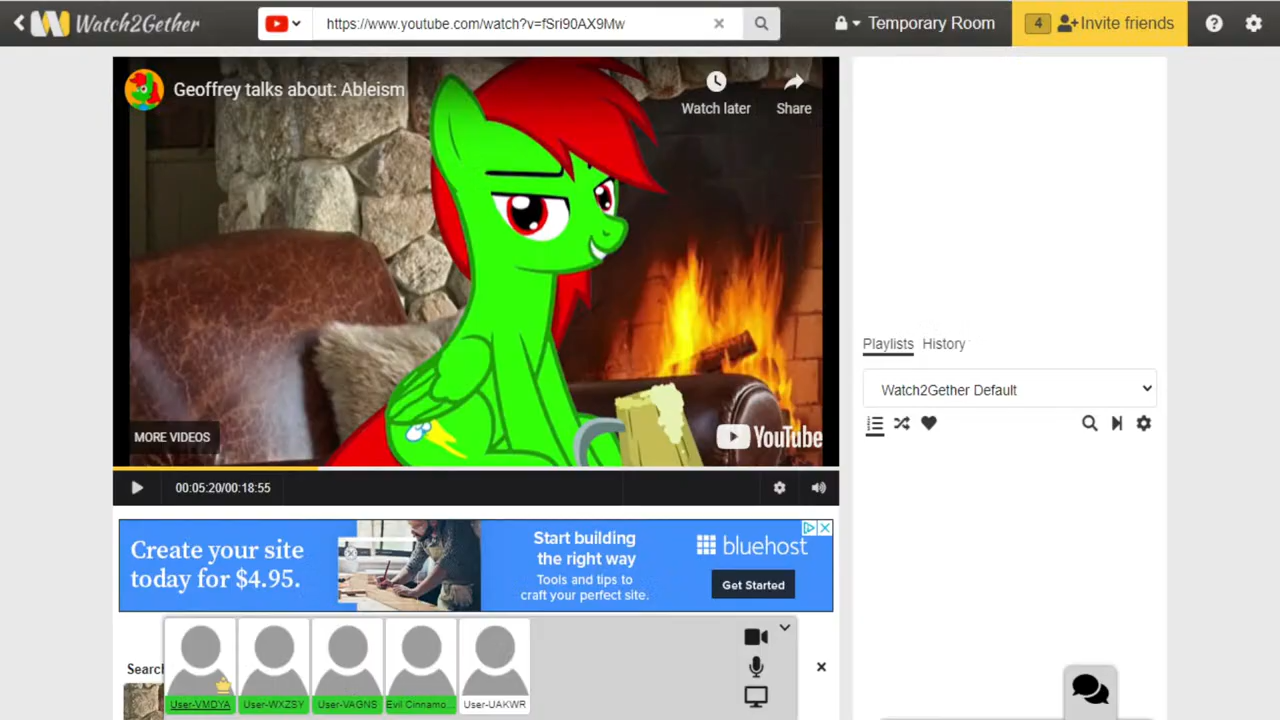 Watch2Gether
https://www.youtube.com/watch?v=fSri90AX9Mw
Temporary Room
4
Invite friends
Geoffrey talks about: Ableism
Watch later
Share
MORE VIDEOS
YouTube
00:05:20/00:18:55
Playlists
History
Watch2Gether Default
Create your site
today for $4.95.
Start building
the right way
Tools and tips to
craft your perfect site.
bluehost
Get Started
Searc
User-VMDYA
User-WXZSY
User-VAGNS
Evil Cinnamo...
User-UAKWR